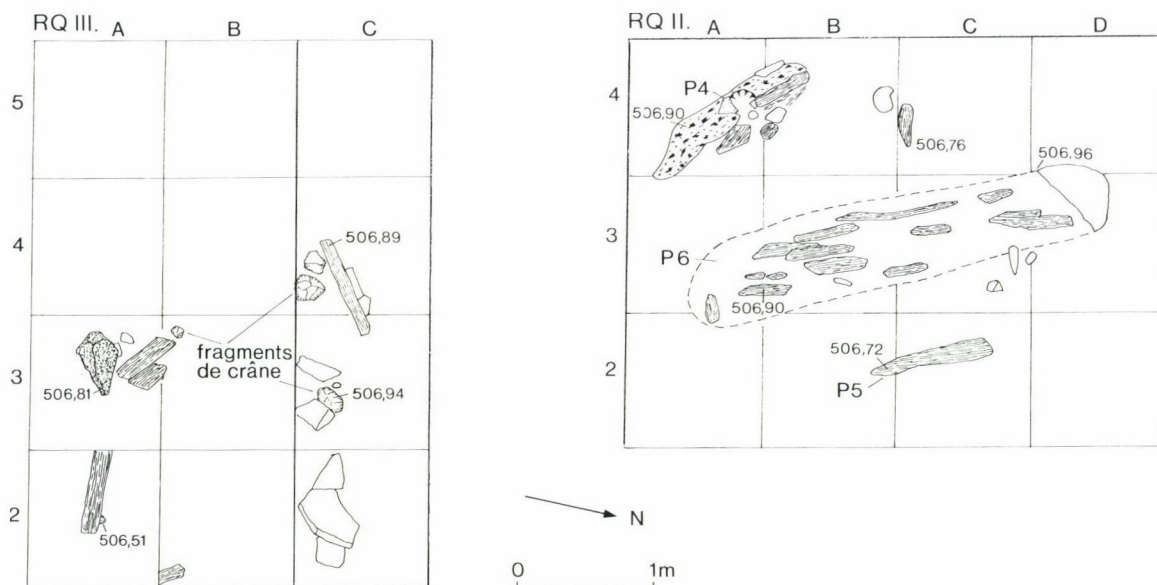 RQ III.
A
B
C
5
4
3
2
506,89
fragments
de crâne
506,81
506,94
506,51
RQ II.
A
B
C
D
4
3
2
P4
506,90
506,76
506,96
P6
506,90
506,72
P5
N
0
1m